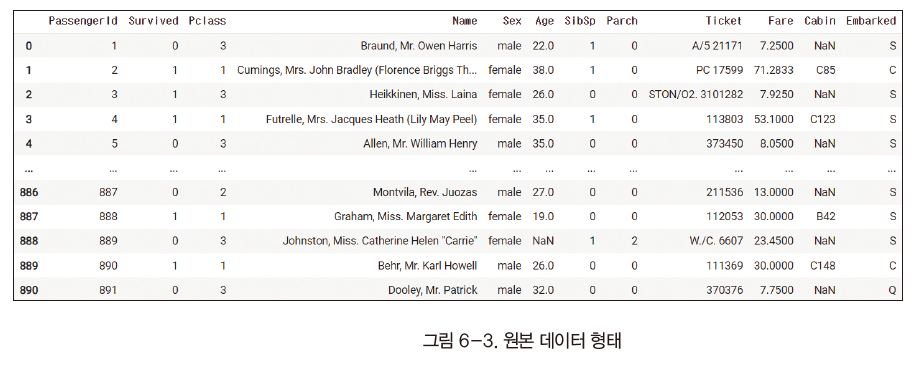 PassengerId Survived Pclass Name Sex Age SibSp Parch Ticket Fare Cabin Embarked
0 1 0 3 Braund, Mr. Owen Harris male 22.0 1 0 A/5 21171 7.2500 NaN S
1 2 1 1 Cumings, Mrs. John Bradley (Florence Briggs Th... female 38.0 1 0 PC 17599 71.2833 C85 C
2 3 1 3 Heikkinen, Miss. Laina female 26.0 0 0 STON/O2. 3101282 7.9250 NaN S
3 4 1 1 Futrelle, Mrs. Jacques Heath (Lily May Peel) female 35.0 1 0 113803 53.1000 C123 S
4 5 0 3 Allen, Mr. William Henry male 35.0 0 0 373450 8.0500 NaN S
... ... ... ... ... ... ... ... ... ... ... ... ...
886 887 0 2 Montvila, Rev. Juozas male 27.0 0 0 211536 13.0000 NaN S
887 888 1 1 Graham, Miss. Margaret Edith female 19.0 0 0 112053 30.0000 B42 S
888 889 0 3 Johnston, Miss. Catherine Helen "Carrie" female NaN 1 2 W./C. 6607 23.4500 NaN S
889 890 1 1 Behr, Mr. Karl Howell male 26.0 0 0 111369 30.0000 C148 C
890 891 0 3 Dooley, Mr. Patrick male 32.0 0 0 370376 7.7500 NaN Q
그림 6-3. 원본 데이터 형태